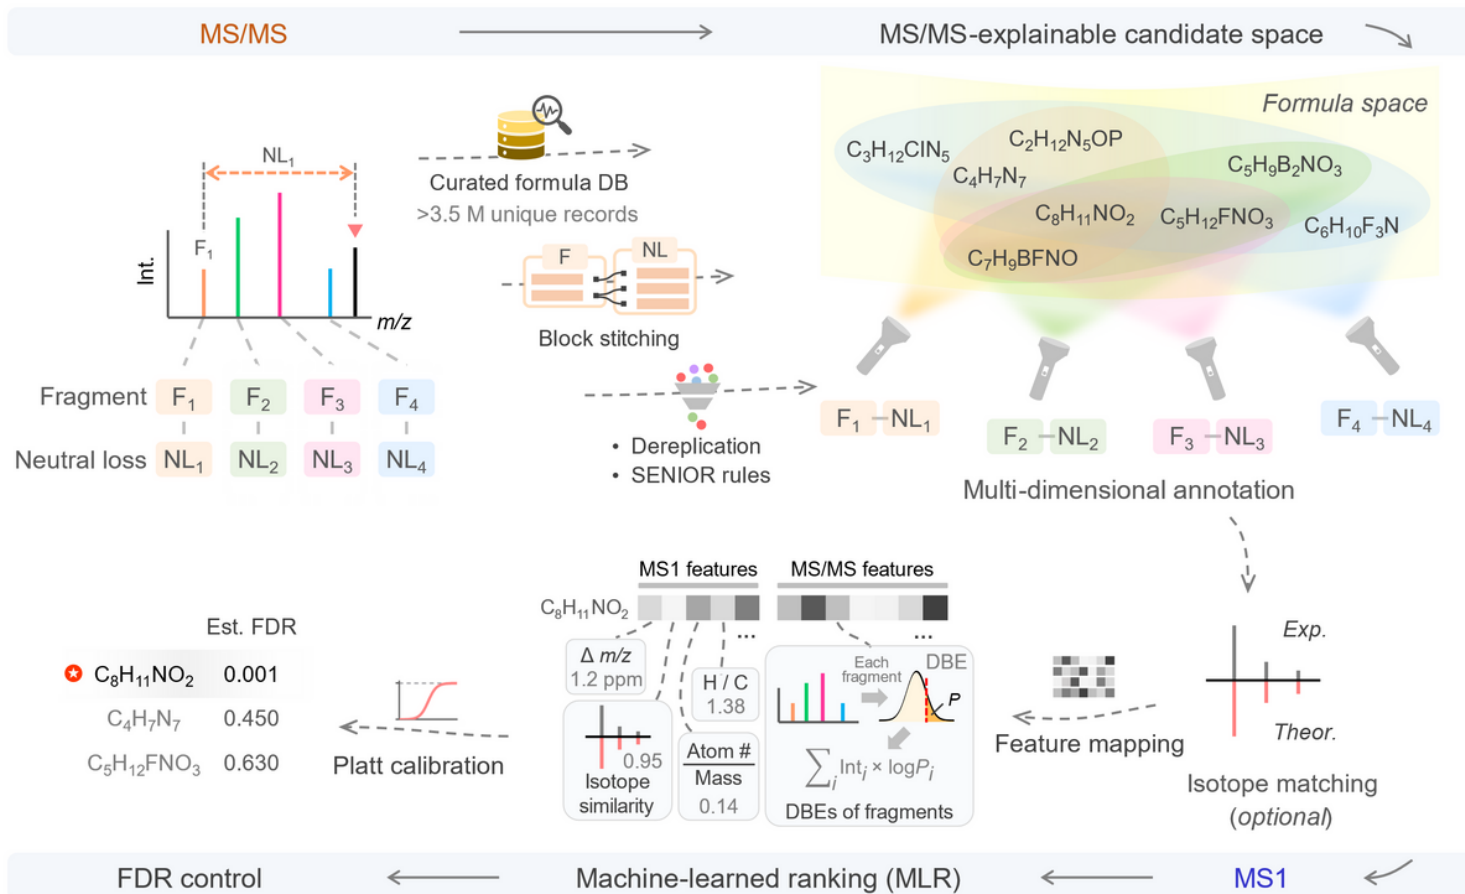 MS/MS
MS/MS-explainable candidate space
Formula space
C₃H₁₂ClN₅
C₂H₁₂N₅OP
C₄H₇N₇
C₅H₉B₂NO₃
C₈H₁₁NO₂
C₅H₁₂FNO₃
C₆H₁₀F₃N
C₇H₉BFNO
NL₁
F₁
Int.
m/z
Curated formula DB
>3.5 M unique records
F
NL
Block stitching
• Dereplication
• SENIOR rules
Fragment
F₁
F₂
F₃
F₄
Neutral loss
NL₁
NL₂
NL₃
NL₄
F₁ NL₁
F₂ NL₂
F₃ NL₃
F₄ NL₄
Multi-dimensional annotation
Exp.
Theor.
Isotope matching
(optional)
Feature mapping
MS1 features
MS/MS features
C₈H₁₁NO₂
...
...
Δ m/z
1.2 ppm
H / C
1.38
0.95
Isotope
similarity
Atom #
Mass
0.14
Each
fragment
DBE
P
∑ᵢ Intᵢ × logPᵢ
DBEs of fragments
Platt calibration
Est. FDR
C₈H₁₁NO₂ 0.001
C₄H₇N₇ 0.450
C₅H₁₂FNO₃ 0.630
FDR control
Machine-learned ranking (MLR)
MS1